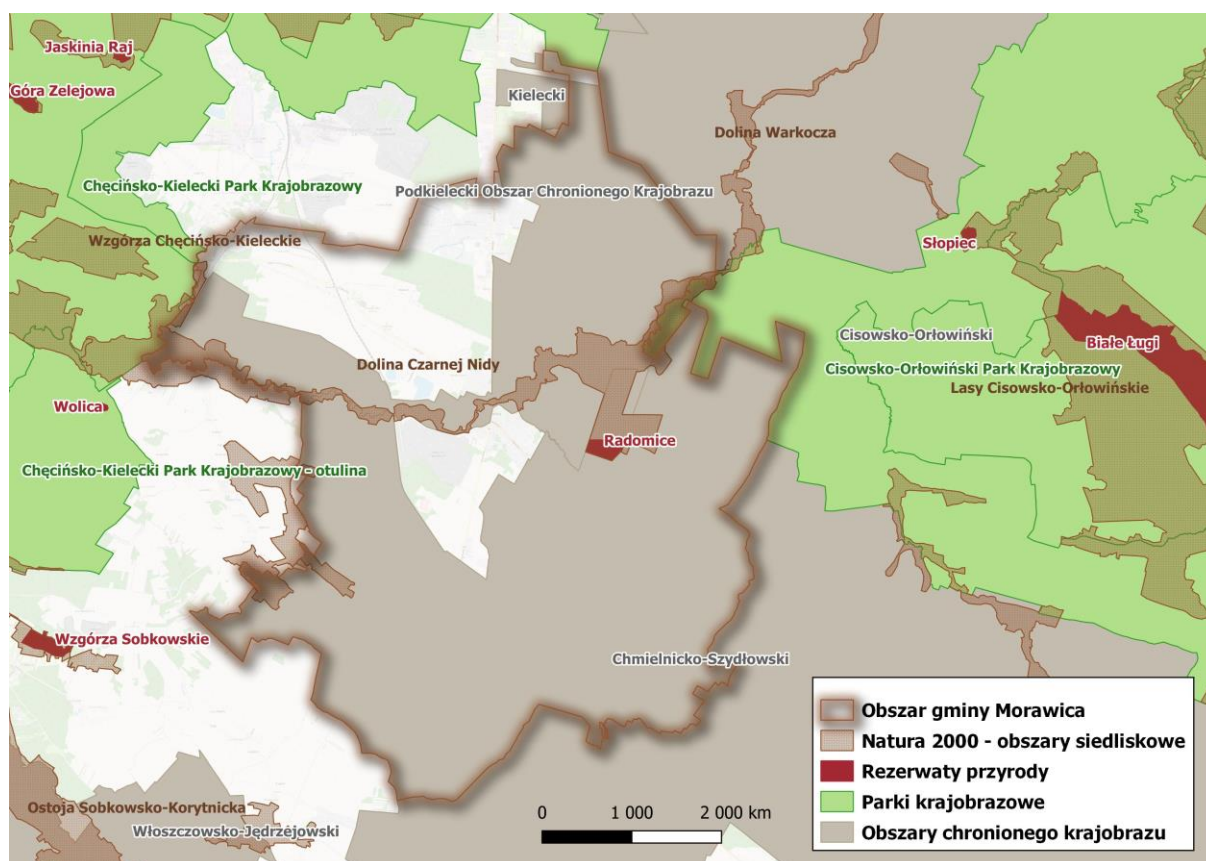 Jaskinia Raj
Góra Zelejowa
Kielecki
Dolina Warkocza
Chęcińsko-Kielecki Park Krajobrazowy
Podkielecki Obszar Chronionego Krajobrazu
Wzgórza Chęcińsko-Kieleckie
Słopiec
Cisowsko-Orłowiński
Białe Ługi
Dolina Czarnej Nidy
Cisowsko-Orłowiński Park Krajobrazowy
Lasy Cisowsko-Orłowińskie
Wolica
Radomice
Chęcińsko-Kielecki Park Krajobrazowy - otulina
Wzgórza Sobkowskie
Chmielnicko-Szydłowski
Obszar gminy Morawica
Natura 2000 - obszary siedliskowe
Rezerwaty przyrody
Parki krajobrazowe
Obszary chronionego krajobrazu
Ostoja Sobkowsko-Korytnicka
Włoszczowsko-Jędrzejowski
0 1 000 2 000 km